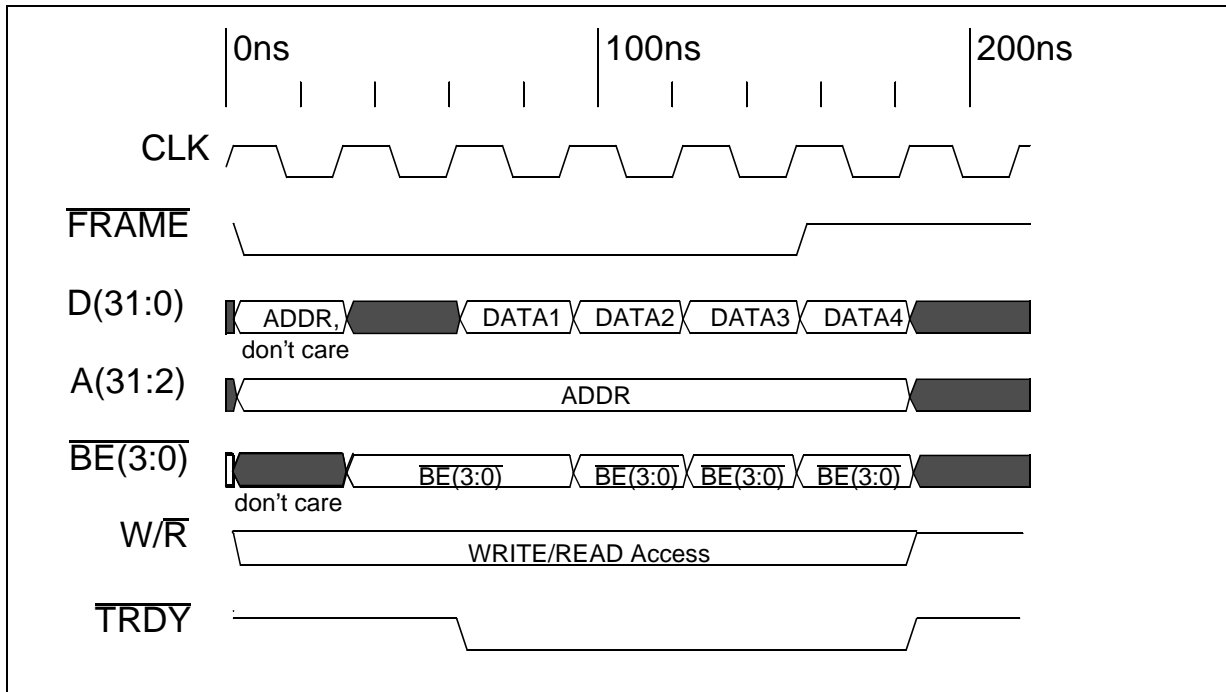 0ns 100ns 200ns
CLK
FRAME
D(31:0) ADDR, DATA1 DATA2 DATA3 DATA4
don't care
A(31:2) ADDR
BE(3:0) BE(3:0) BE(3:0) BE(3:0) BE(3:0)
don't care
W/R WRITE/READ Access
TRDY